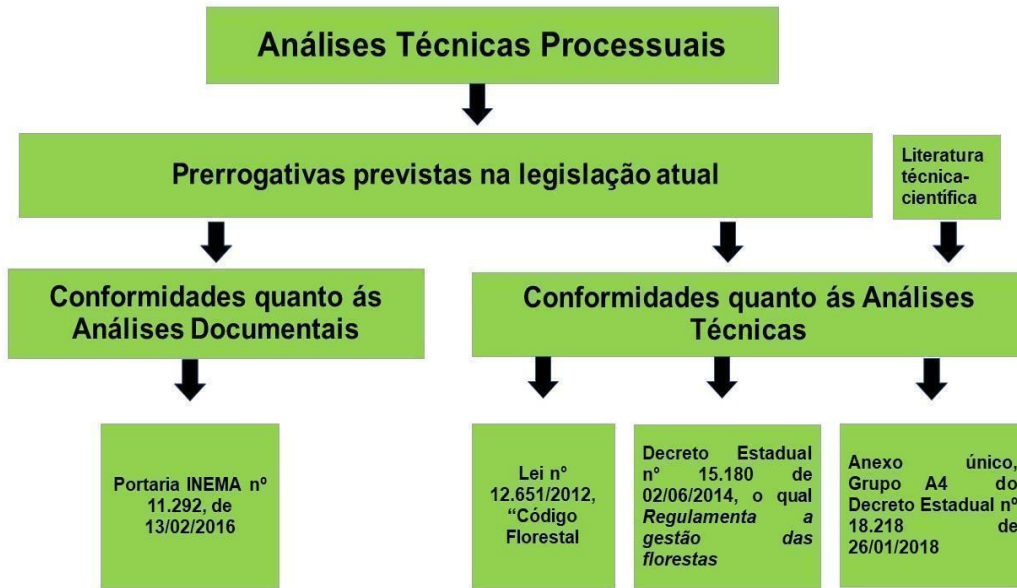 Análises Técnicas Processuais
Prerrogativas previstas na legislação atual
Literatura
técnica-
científica
Conformidades quanto ás
Análises Documentais
Conformidades quanto ás Análises
Técnicas
Portaria INEMA nº
11.292, de
13/02/2016
Lei nº
12.651/2012,
“Código
Florestal
Decreto Estadual
nº 15.180 de
02/06/2014, o qual
Regulamenta a
gestão das
florestas
Anexo único,
Grupo A4 do
Decreto Estadual nº
18.218 de
26/01/2018